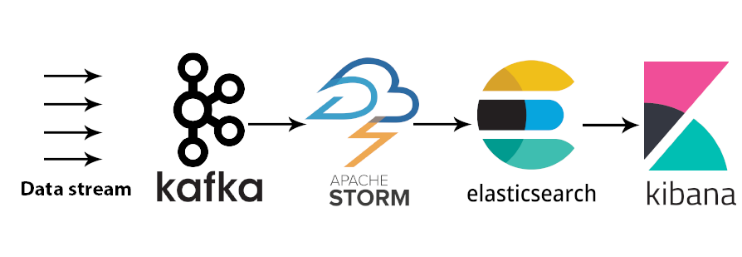 Data stream
kafka
APACHE
STORM
elasticsearch
kibana